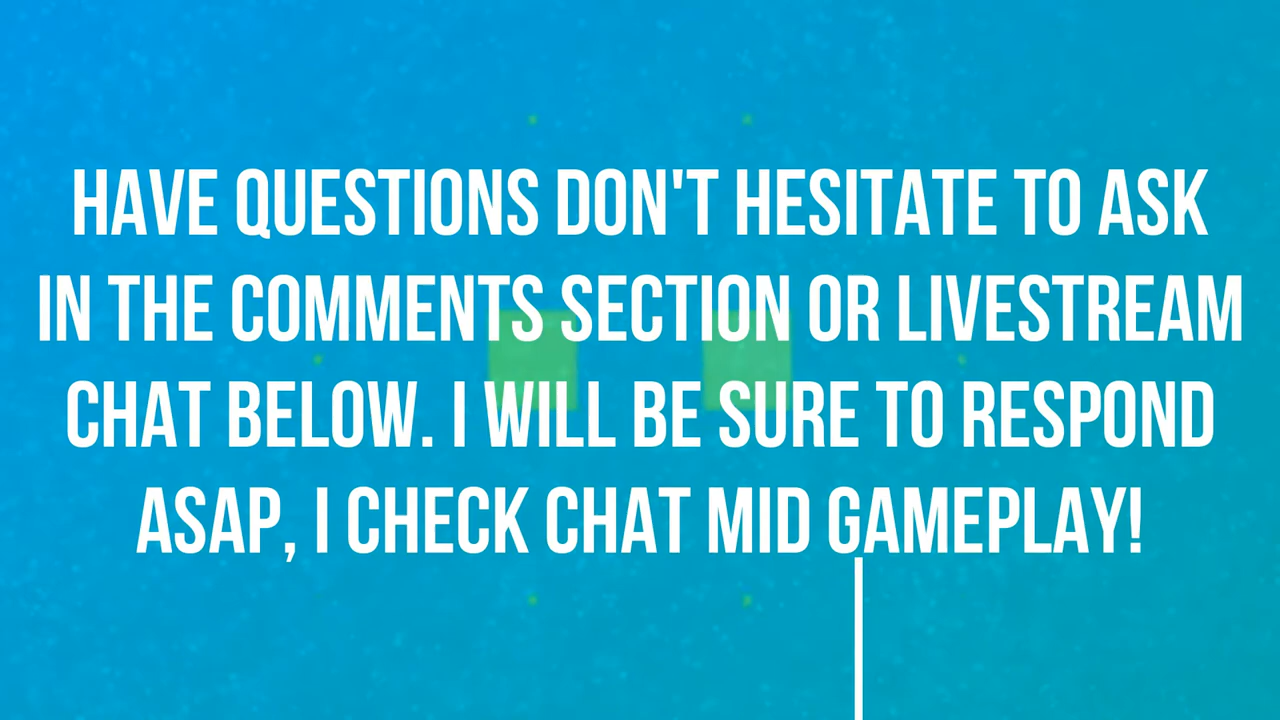 HAVE QUESTIONS DON'T HESITATE TO ASK
IN THE COMMENTS SECTION OR LIVESTREAM
CHAT BELOW. I WILL BE SURE TO RESPOND
ASAP, I CHECK CHAT MID GAMEPLAY!